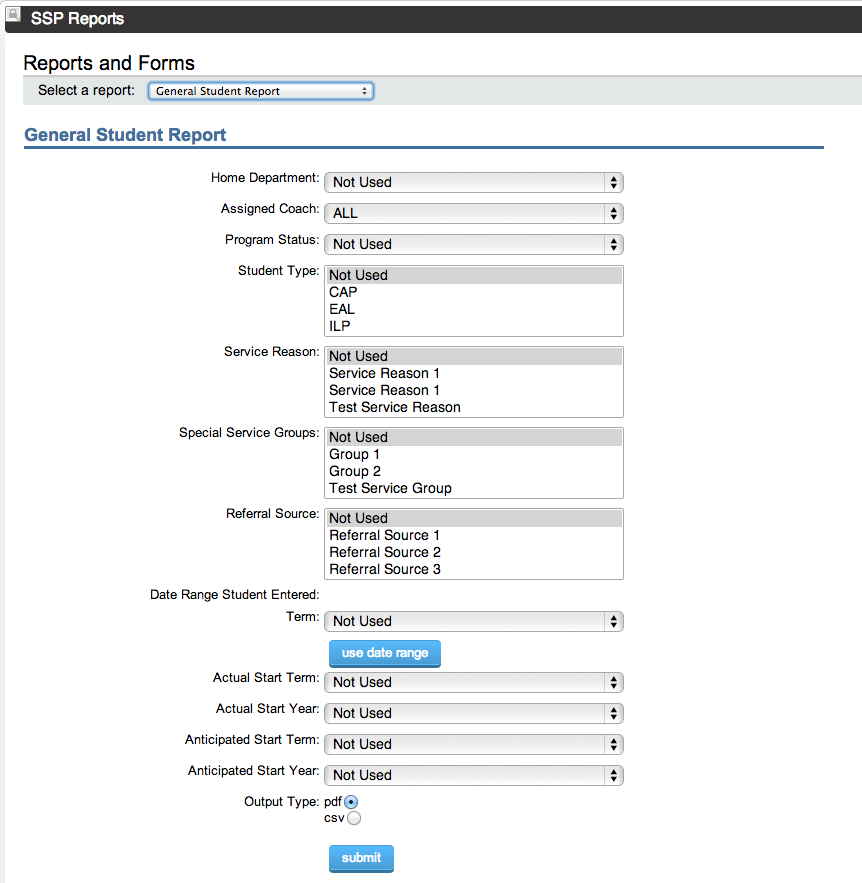 SSP Reports
Reports and Forms
Select a report: General Student Report
General Student Report
Home Department: Not Used
Assigned Coach: ALL
Program Status: Not Used
Student Type: Not Used
CAP
EAL
ILP
Service Reason: Not Used
Service Reason 1
Service Reason 1
Test Service Reason
Special Service Groups: Not Used
Group 1
Group 2
Test Service Group
Referral Source: Not Used
Referral Source 1
Referral Source 2
Referral Source 3
Date Range Student Entered:
Term: Not Used
use date range
Actual Start Term: Not Used
Actual Start Year: Not Used
Anticipated Start Term: Not Used
Anticipated Start Year: Not Used
Output Type: pdf
csv
submit